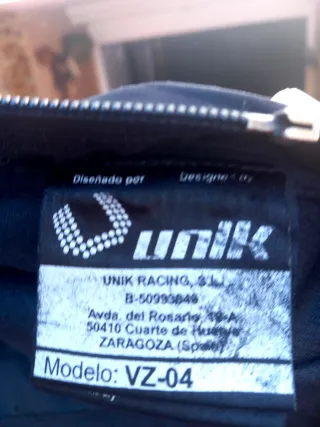 Diseñado por Designed by
unik
UNIK RACING, S.L.
B-50993849
Avda. del Rosario, 19-A
50410 Cuarte de Huerva
ZARAGOZA (Spain)
Modelo: VZ-04